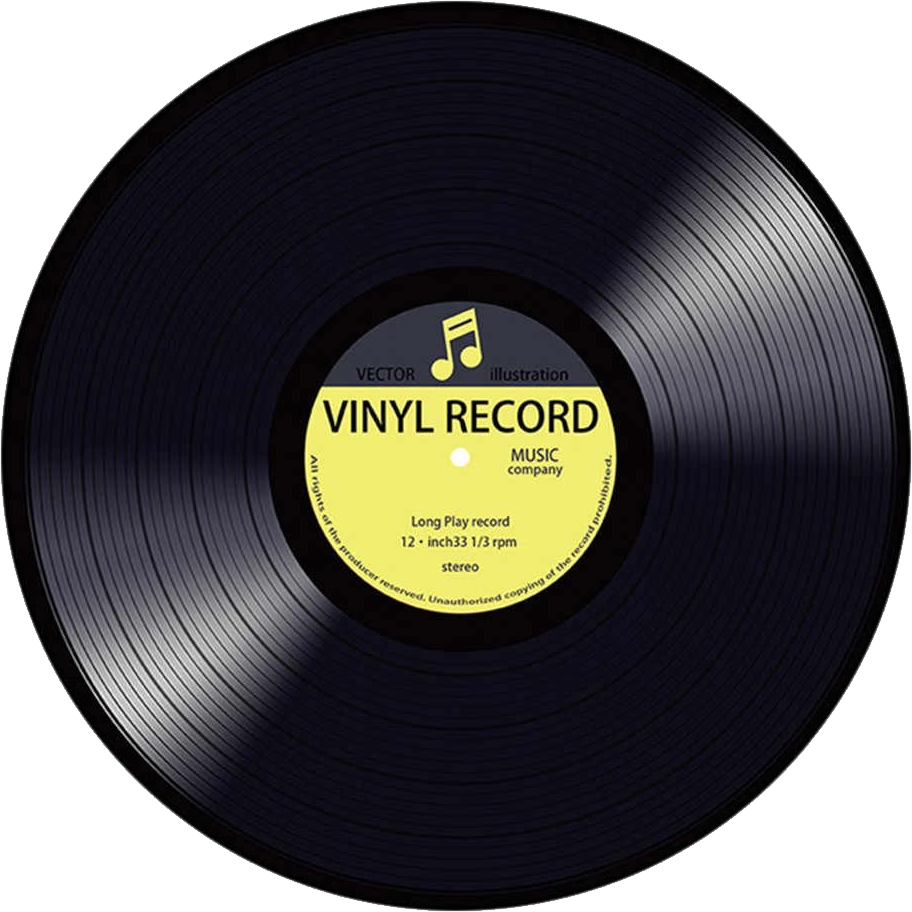 VECTOR illustration
VINYL RECORD
MUSIC
company
Long Play record
12 • inch33 1/3 rpm
stereo
All rights of the producer reserved. Unauthorized copying of the record prohibited.